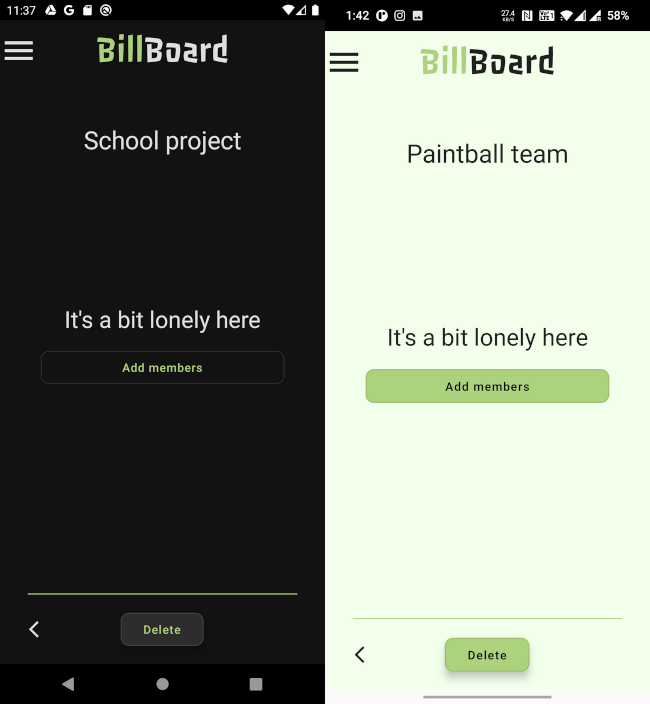 11:37
BillBoard
School project
It's a bit lonely here
Add members
Delete
1:42
27.4
KB/S
58%
BillBoard
Paintball team
It's a bit lonely here
Add members
Delete